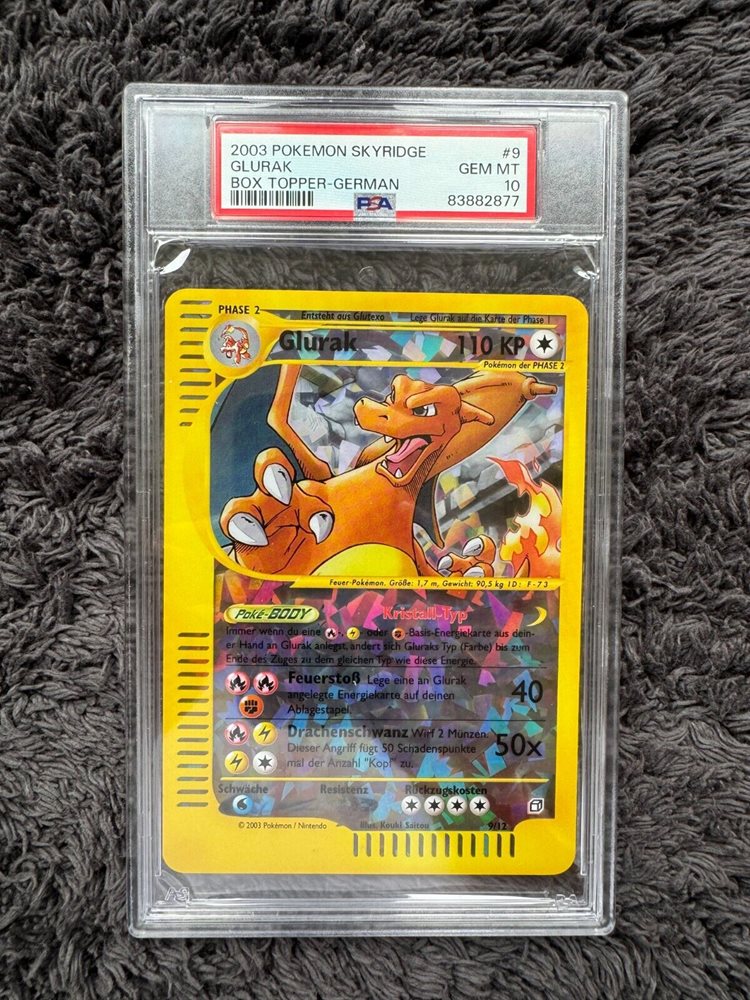 2003 POKEMON SKYRIDGE #9
GLURAK GEM MT
BOX TOPPER-GERMAN 10
PSA 83882877
PHASE 2
Entsteht aus Glutexo Lege Glurak auf die Karte der Phase 1
Glurak 110 KP
Pokémon der PHASE 2
Feuer-Pokémon. Größe: 1,7 m, Gewicht: 90,5 kg ID: F-73
Poké-BODY Kristall-Typ
Immer wenn du eine , oder -Basis-Energiekarte aus dein-
er Hand an Glurak anlegst, ändert sich Gluraks Typ (Farbe) bis zum
Ende des Zuges zu dem gleichen Typ wie diese Energie.
Feuerstoß Lege eine an Glurak
angelegte Energiekarte auf deinen 40
Ablagestapel.
Drachenschwanz Wirf 2 Münzen.
Dieser Angriff fügt 50 Schadenspunkte 50x
mal der Anzahl "Kopf" zu.
Schwäche Resistenz Rückzugskosten
© 2003 Pokémon / Nintendo Illus. Kouki Saitou 9/12